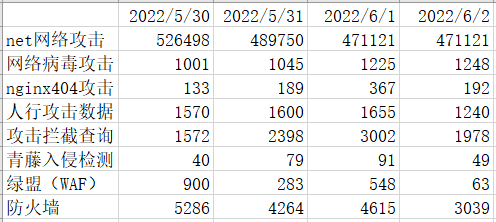 2022/5/30 2022/5/31 2022/6/1 2022/6/2
net网络攻击 526498 489750 471121 471121
网络病毒攻击 1001 1045 1225 1248
nginx404攻击 133 189 367 192
人行攻击数据 1570 1600 1655 1240
攻击拦截查询 1572 2398 3002 1978
青藤入侵检测 40 79 91 49
绿盟（WAF） 900 283 548 63
防火墙 5286 4264 4615 3039